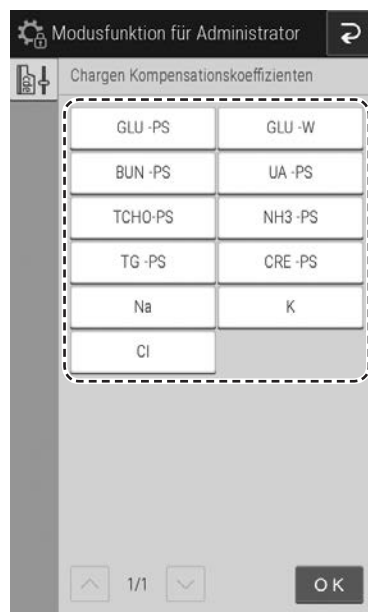 Modusfunktion für Administrator
Chargen Kompensationskoeffizienten
GLU -PS GLU -W
BUN -PS UA -PS
TCHO-PS NH3 -PS
TG -PS CRE -PS
Na K
Cl
1/1 OK